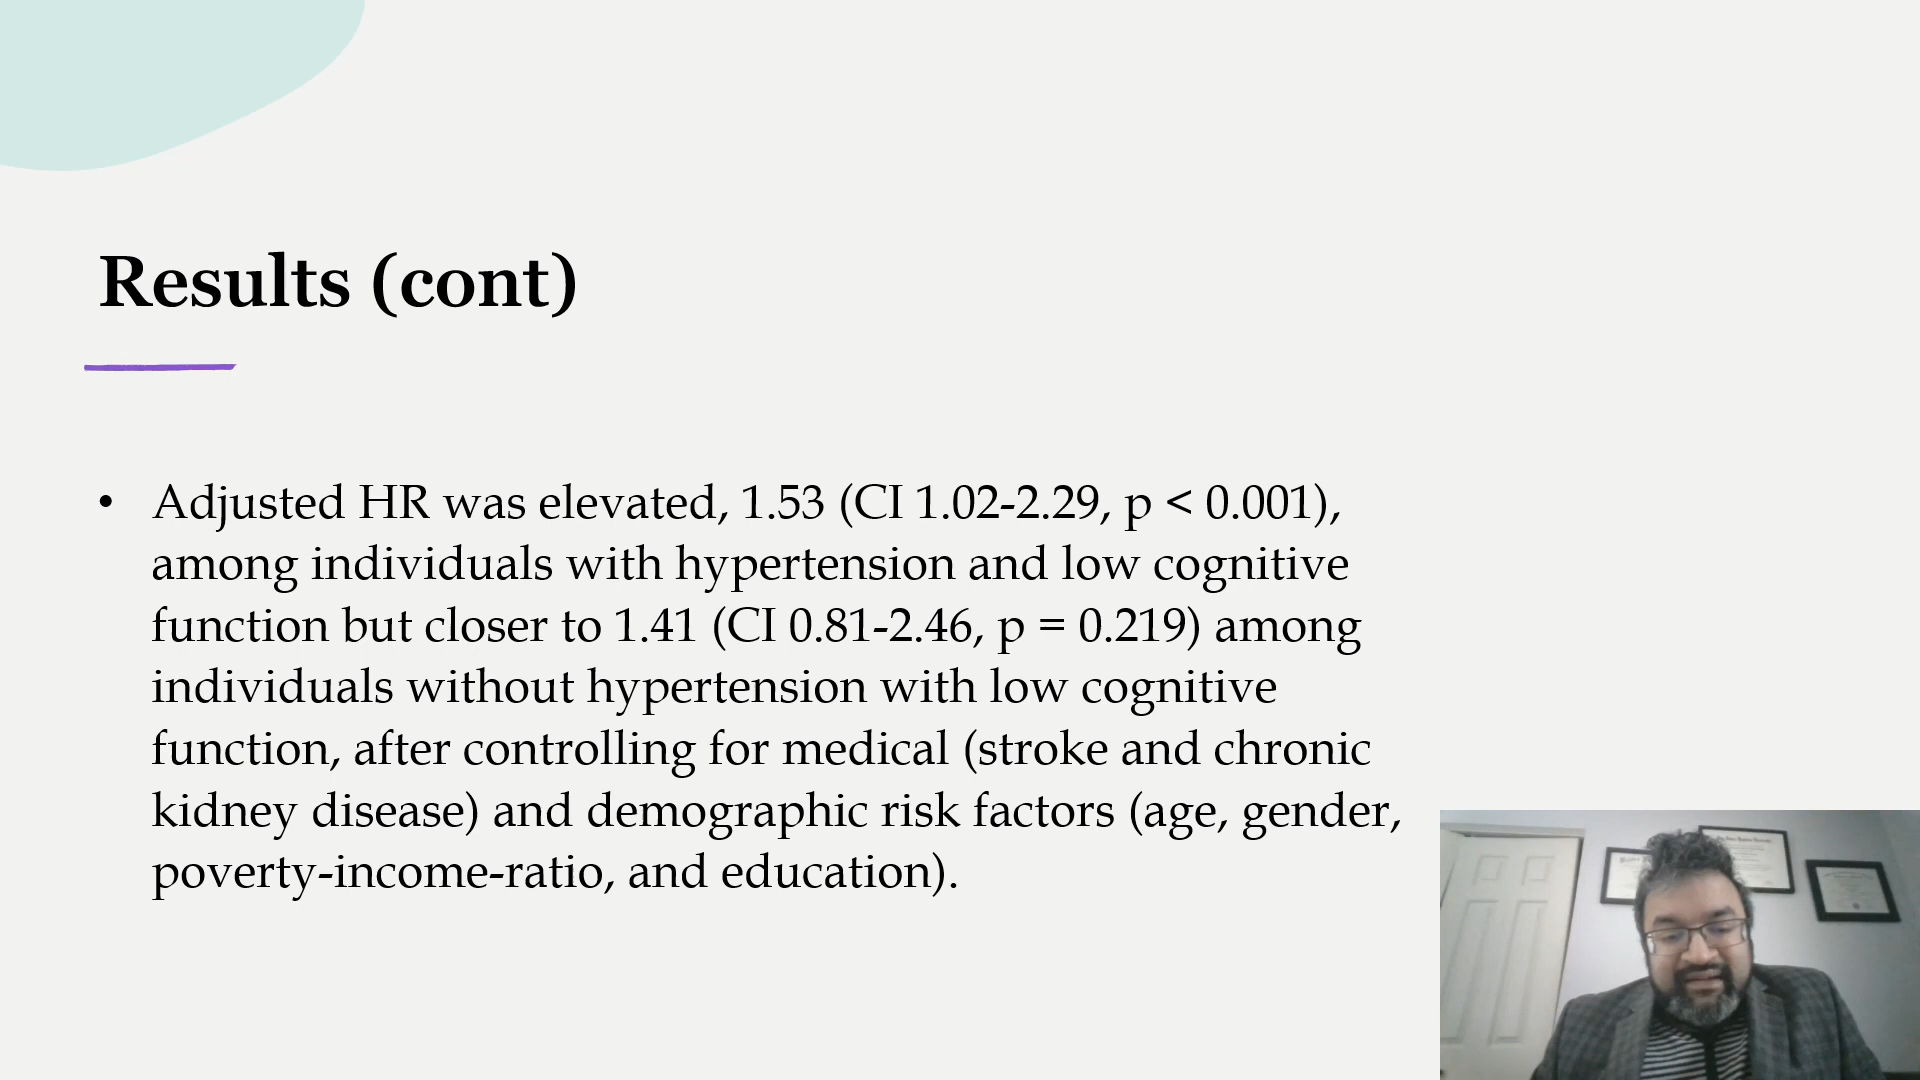 Results (cont)
• Adjusted HR was elevated, 1.53 (CI 1.02-2.29, p < 0.001),
among individuals with hypertension and low cognitive
function but closer to 1.41 (CI 0.81-2.46, p = 0.219) among
individuals without hypertension with low cognitive
function, after controlling for medical (stroke and chronic
kidney disease) and demographic risk factors (age, gender,
poverty-income-ratio, and education).